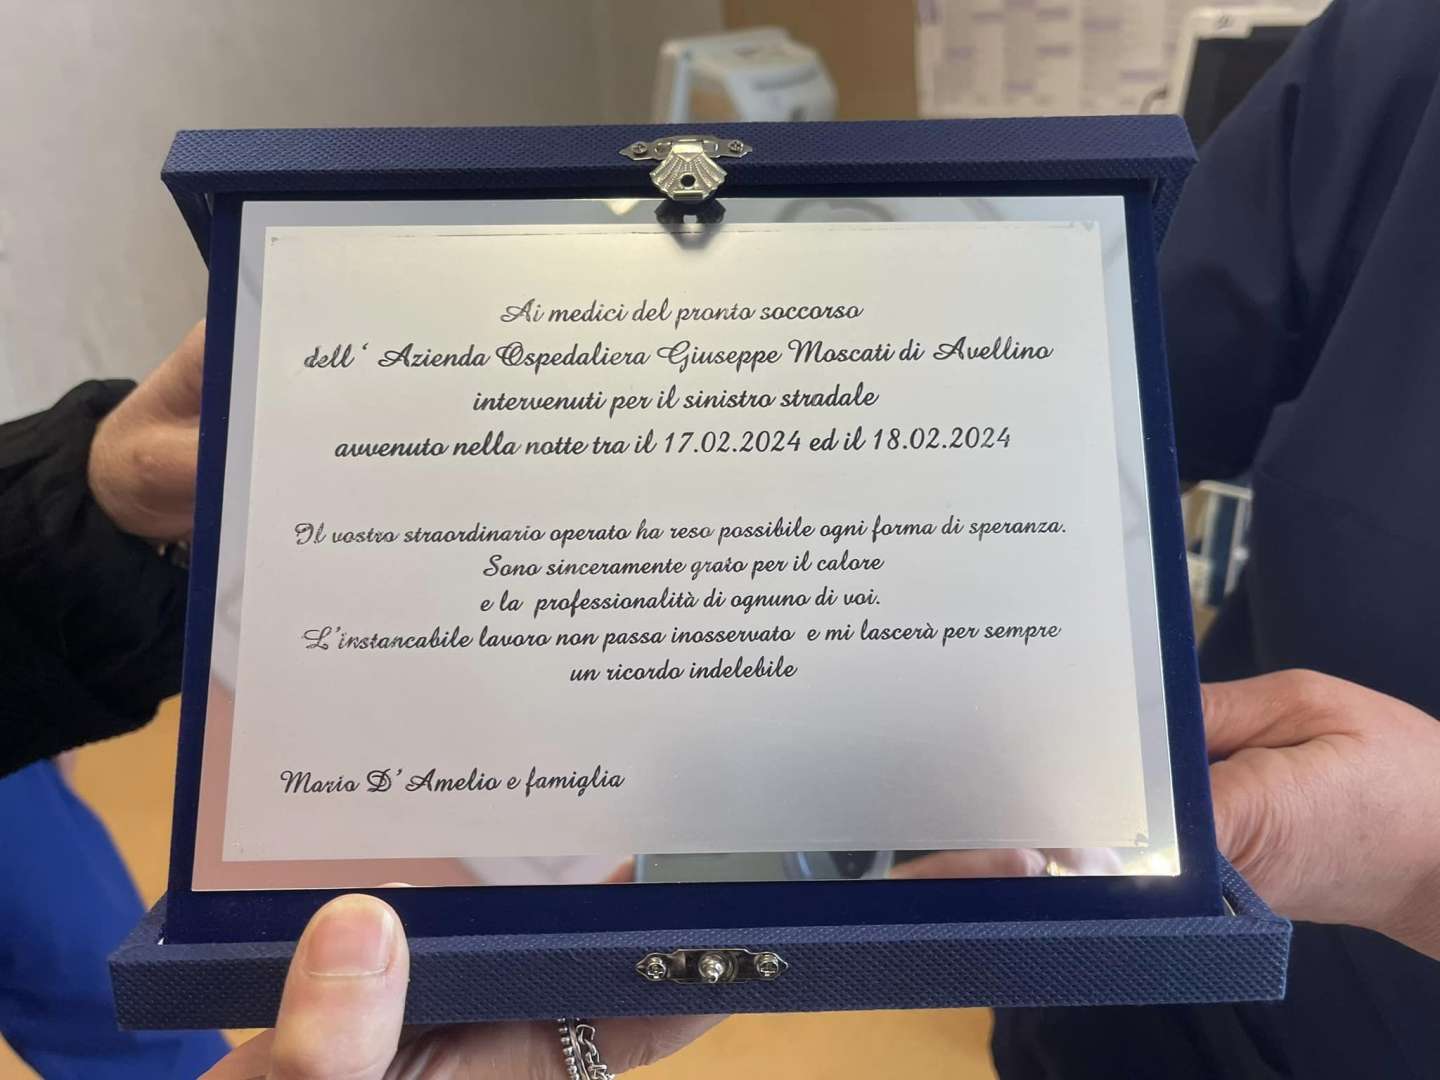 Ai medici del pronto soccorso
dell‘ Azienda Ospedaliera Giuseppe Moscati di Avellino
intervenuti per il sinistro stradale
avvenuto nella notte tra il 17.02.2024 ed il 18.02.2024
Il vostro straordinario operato ha reso possibile ogni forma di speranza.
Sono sinceramente grato per il calore
e la professionalità di ognuno di voi.
L'instancabile lavoro non passa inosservato e mi lascerà per sempre
un ricordo indelebile
Mario D' Amelio e famiglia